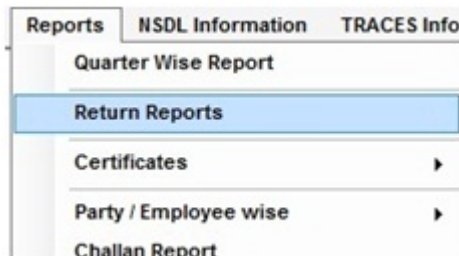 Reports NSDL Information TRACES Info
Quarter Wise Report
Return Reports
Certificates
Party / Employee wise
Challan Report